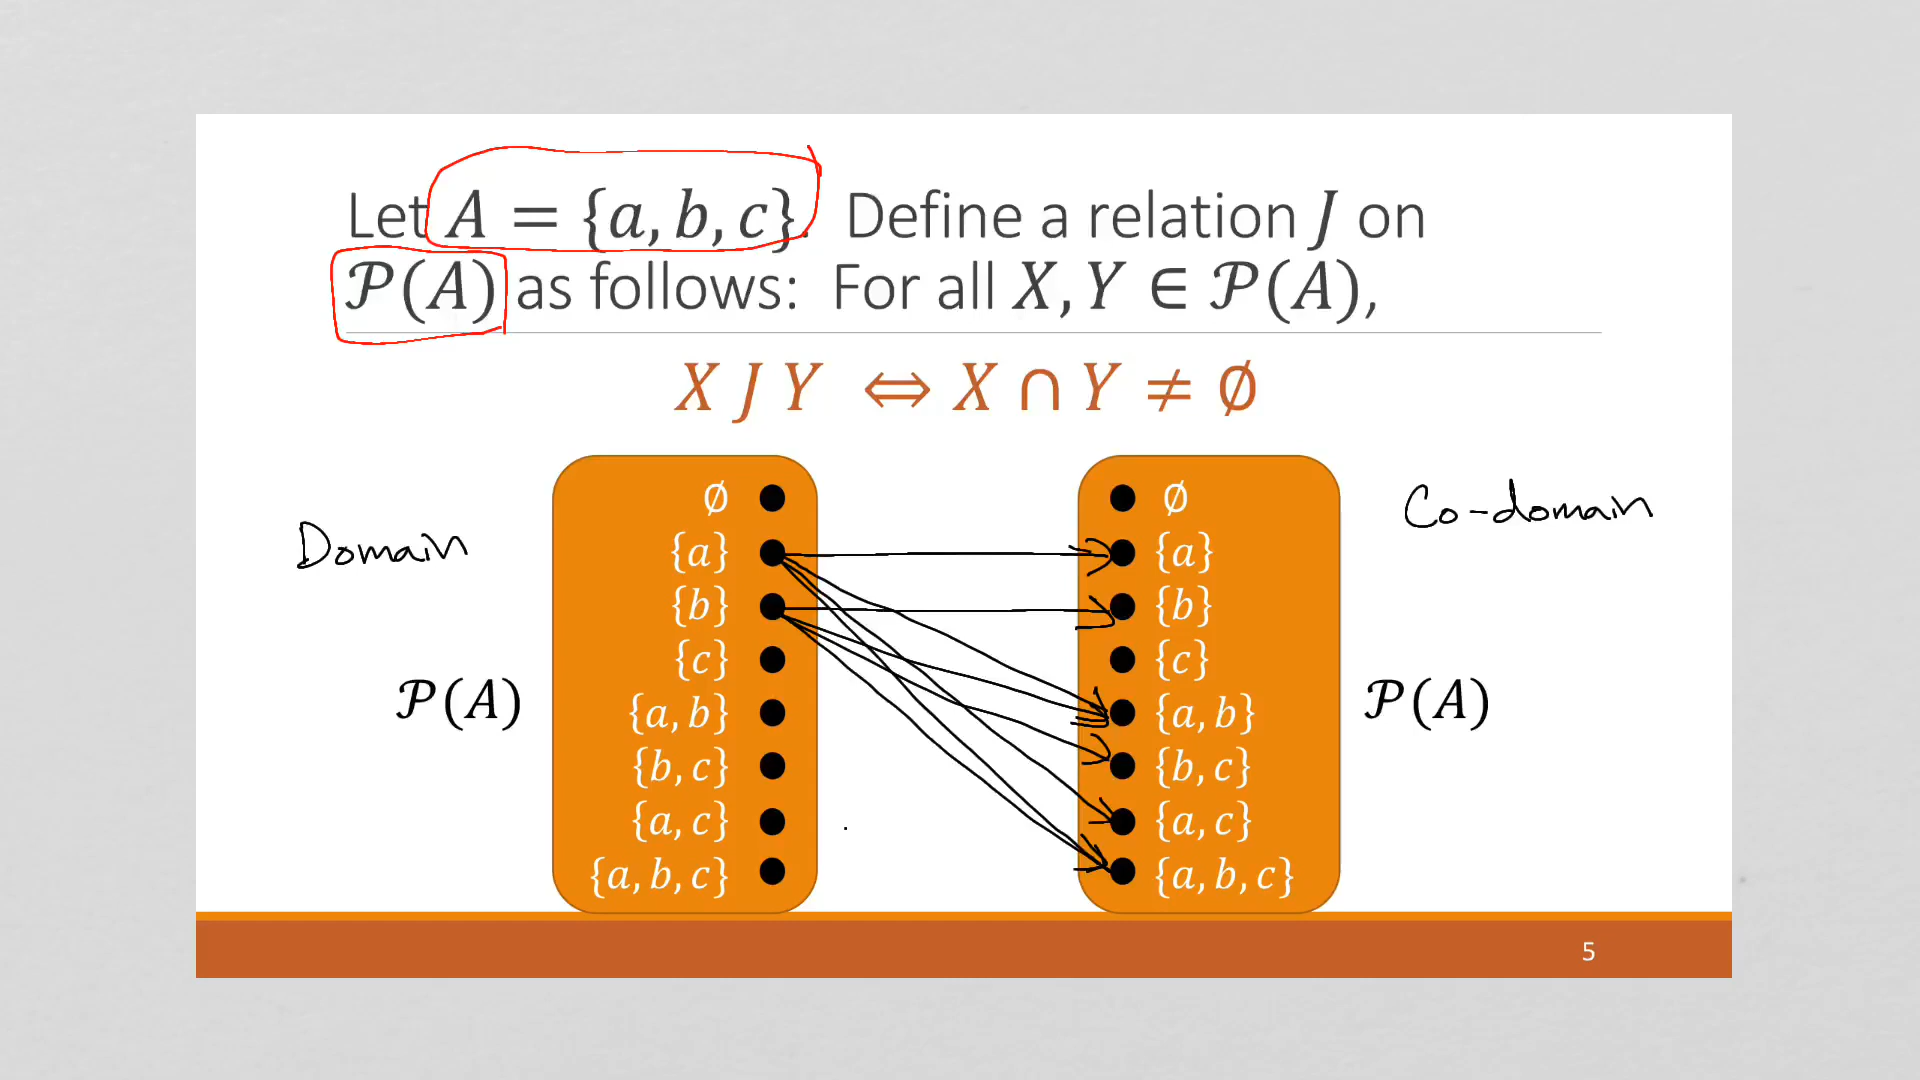 Let A = {a, b, c}. Define a relation J on
𝒫(A) as follows: For all X, Y ∈ 𝒫(A),
X J Y ⇔ X ∩ Y ≠ ∅
Domain
𝒫(A)
∅
{a}
{b}
{c}
{a, b}
{b, c}
{a, c}
{a, b, c}
∅
{a}
{b}
{c}
{a, b}
{b, c}
{a, c}
{a, b, c}
Co-domain
𝒫(A)
5